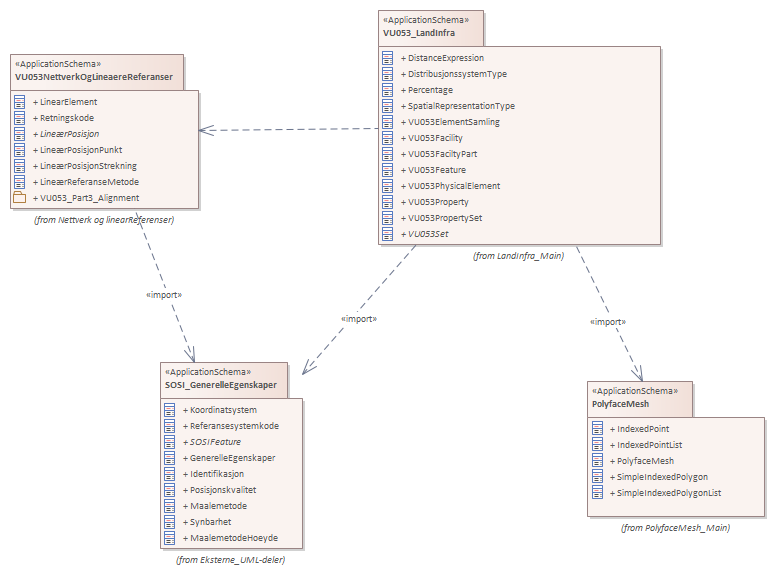 «ApplicationSchema»
VU053_LandInfra
+ DistanceExpression
+ DistribusjonssystemType
+ Percentage
+ SpatialRepresentationType
+ VU053ElementSamling
+ VU053Facility
+ VU053FaciltyPart
+ VU053Feature
+ VU053PhysicalElement
+ VU053Property
+ VU053PropertySet
+ VU053Set
(from LandInfra_Main)
«ApplicationSchema»
VU053NettverkOgLineaereReferanser
+ LinearElement
+ Retningskode
+ LineærPosisjon
+ LineærPosisjonPunkt
+ LineærPosisjonStrekning
+ LineærReferanseMetode
+ VU053_Part3_Alignment
(from Nettverk og linearReferenser)
«import»
«import»
«import»
«ApplicationSchema»
SOSI_GenerelleEgenskaper
+ Koordinatsystem
+ Referansesystemkode
+ SOSIFeature
+ GenerelleEgenskaper
+ Identifikasjon
+ Posisjonskvalitet
+ Maalemetode
+ Synbarhet
+ MaalemetodeHoeyde
(from Eksterne_UML-deler)
«ApplicationSchema»
PolyfaceMesh
+ IndexedPoint
+ IndexedPointList
+ PolyfaceMesh
+ SimpleIndexedPolygon
+ SimpleIndexedPolygonList
(from PolyfaceMesh_Main)